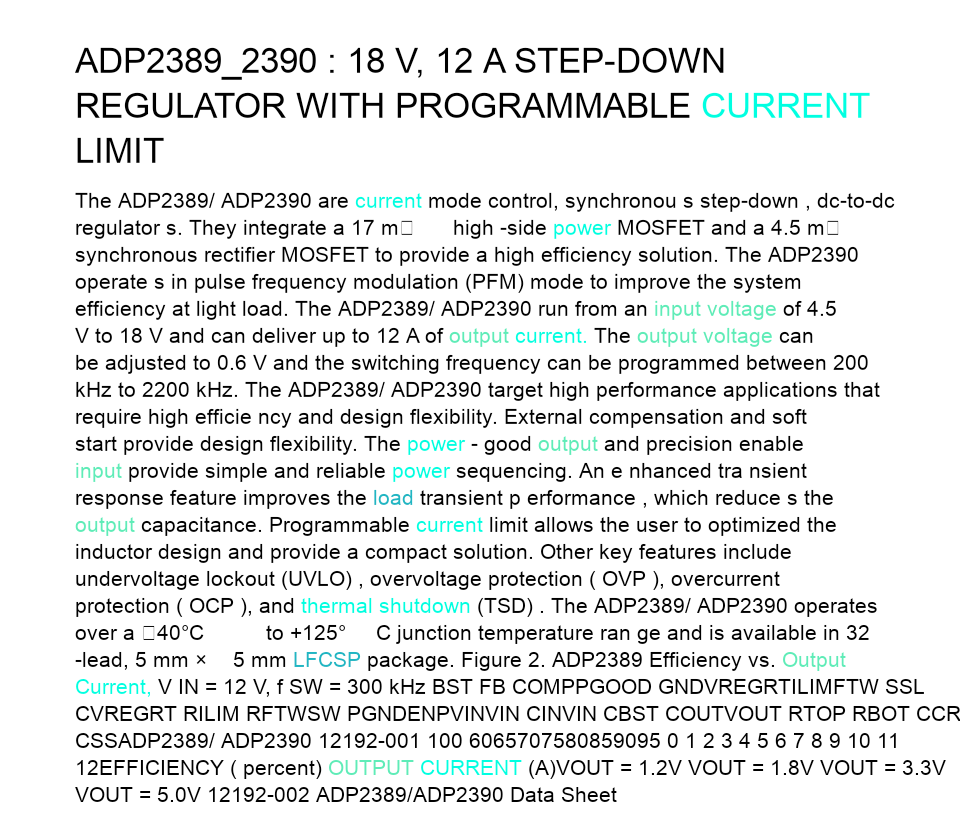 ADP2389_2390 : 18 V, 12 A STEP-DOWN
REGULATOR WITH PROGRAMMABLE CURRENT
LIMIT
The ADP2389/ ADP2390 are current mode control, synchronou s step-down , dc-to-dc
regulator s. They integrate a 17 m□ high -side power MOSFET and a 4.5 m□
synchronous rectifier MOSFET to provide a high efficiency solution. The ADP2390
operate s in pulse frequency modulation (PFM) mode to improve the system
efficiency at light load. The ADP2389/ ADP2390 run from an input voltage of 4.5
V to 18 V and can deliver up to 12 A of output current. The output voltage can
be adjusted to 0.6 V and the switching frequency can be programmed between 200
kHz to 2200 kHz. The ADP2389/ ADP2390 target high performance applications that
require high efficie ncy and design flexibility. External compensation and soft
start provide design flexibility. The power - good output and precision enable
input provide simple and reliable power sequencing. An e nhanced tra nsient
response feature improves the load transient p erformance , which reduce s the
output capacitance. Programmable current limit allows the user to optimized the
inductor design and provide a compact solution. Other key features include
undervoltage lockout (UVLO) , overvoltage protection ( OVP ), overcurrent
protection ( OCP ), and thermal shutdown (TSD) . The ADP2389/ ADP2390 operates
over a □40°C to +125° C junction temperature ran ge and is available in 32
-lead, 5 mm × 5 mm LFCSP package. Figure 2. ADP2389 Efficiency vs. Output
Current, V IN = 12 V, f SW = 300 kHz BST FB COMPPGOOD GNDVREGRTILIMFTW SSL
CVREGRT RILIM RFTWSW PGNDENPVINVIN CINVIN CBST COUTVOUT RTOP RBOT CCR
CSSADP2389/ ADP2390 12192-001 100 6065707580859095 0 1 2 3 4 5 6 7 8 9 10 11
12EFFICIENCY ( percent) OUTPUT CURRENT (A)VOUT = 1.2V VOUT = 1.8V VOUT = 3.3V
VOUT = 5.0V 12192-002 ADP2389/ADP2390 Data Sheet